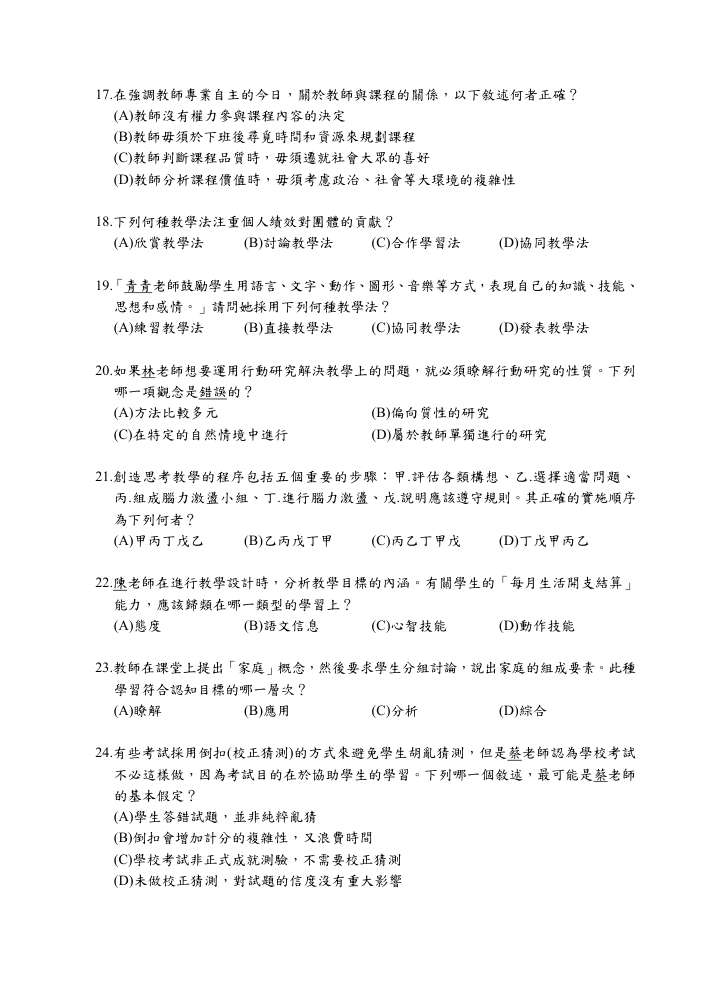 17.在強調教師專業自主的今日，關於教師與課程的關係，以下敘述何者正確？
(A)教師沒有權力參與課程內容的決定
(B)教師毋須於下班後尋覓時間和資源來規劃課程
(C)教師判斷課程品質時，毋須遷就社會大眾的喜好
(D)教師分析課程價值時，毋須考慮政治、社會等大環境的複雜性
18.下列何種教學法注重個人績效對團體的貢獻？
(A)欣賞教學法 (B)討論教學法 (C)合作學習法 (D)協同教學法
19.「青青老師鼓勵學生用語言、文字、動作、圖形、音樂等方式，表現自己的知識、技能、
思想和感情。」請問她採用下列何種教學法？
(A)練習教學法 (B)直接教學法 (C)協同教學法 (D)發表教學法
20.如果林老師想要運用行動研究解決教學上的問題，就必須瞭解行動研究的性質。下列
哪一項觀念是錯誤的？
(A)方法比較多元 (B)偏向質性的研究
(C)在特定的自然情境中進行 (D)屬於教師單獨進行的研究
21.創造思考教學的程序包括五個重要的步驟：甲.評估各類構想、乙.選擇適當問題、
丙.組成腦力激盪小組、丁.進行腦力激盪、戊.說明應該遵守規則。其正確的實施順序
為下列何者？
(A)甲丙丁戊乙 (B)乙丙戊丁甲 (C)丙乙丁甲戊 (D)丁戊甲丙乙
22.陳老師在進行教學設計時，分析教學目標的內涵。有關學生的「每月生活開支結算」
能力，應該歸類在哪一類型的學習上？
(A)態度 (B)語文信息 (C)心智技能 (D)動作技能
23.教師在課堂上提出「家庭」概念，然後要求學生分組討論，說出家庭的組成要素。此種
學習符合認知目標的哪一層次？
(A)瞭解 (B)應用 (C)分析 (D)綜合
24.有些考試採用倒扣(校正猜測)的方式來避免學生胡亂猜測，但是蔡老師認為學校考試
不必這樣做，因為考試目的在於協助學生的學習。下列哪一個敘述，最可能是蔡老師
的基本假定？
(A)學生答錯試題，並非純粹亂猜
(B)倒扣會增加計分的複雜性，又浪費時間
(C)學校考試非正式成就測驗，不需要校正猜測
(D)未做校正猜測，對試題的信度沒有重大影響